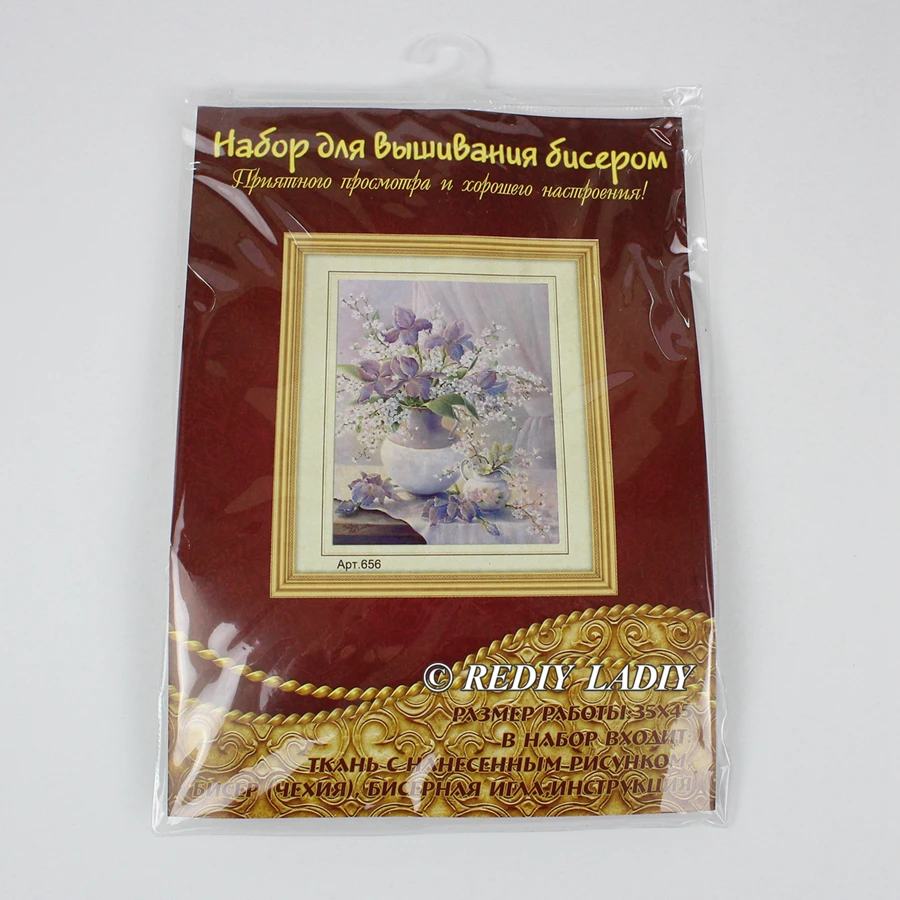 Набор для вышивания бисером
Приятного просмотра и хорошего настроения!
Арт.656
© REDIY LADIY
РАЗМЕР РАБОТЫ:35Х45
В НАБОР ВХОДИТ:
ТКАНЬ С НАНЕСЕННЫМ РИСУНКОМ,
БИСЕР (ЧЕХИЯ), БИСЕРНАЯ ИГЛА,ИНСТРУКЦИЯ